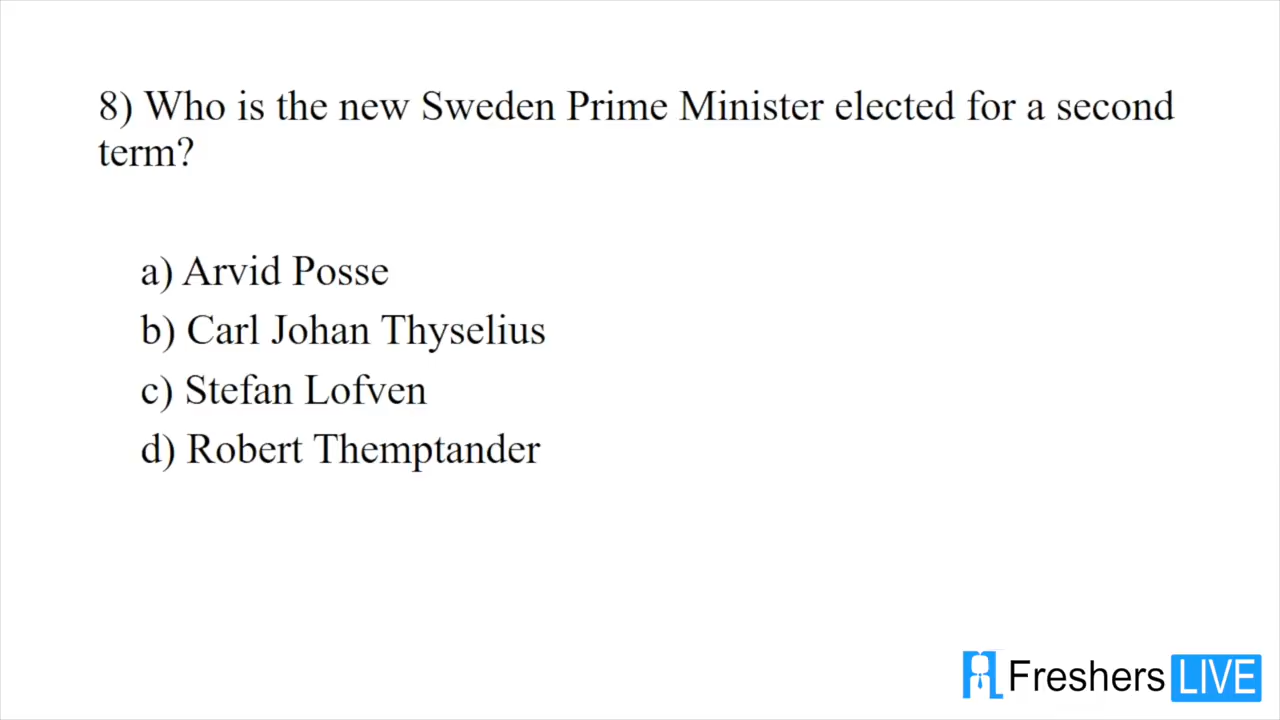 8) Who is the new Sweden Prime Minister elected for a second
term?
a) Arvid Posse
b) Carl Johan Thyselius
c) Stefan Lofven
d) Robert Themptander
Freshers LIVE